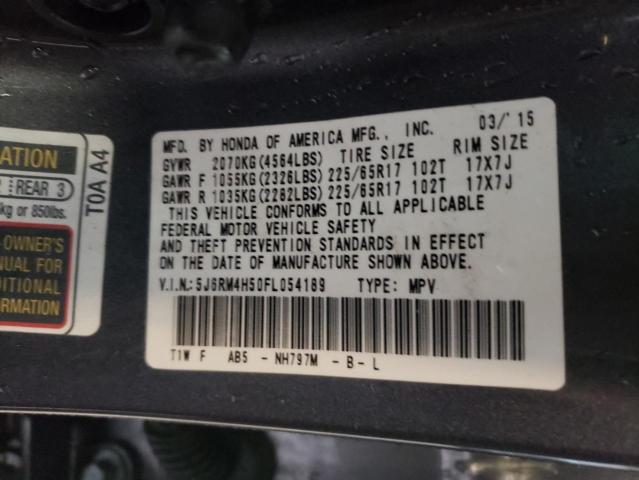 MFD. BY HONDA OF AMERICA MFG., INC. 03/'15
GVWR 2070KG(4564LBS) TIRE SIZE RIM SIZE
GAWR F 1055KG(2326LBS) 225/65R17 102T 17X7J
GAWR R 1035KG(2282LBS) 225/65R17 102T 17X7J
THIS VEHICLE CONFORMS TO ALL APPLICABLE
FEDERAL MOTOR VEHICLE SAFETY
AND THEFT PREVENTION STANDARDS IN EFFECT
ON THE DATE OF MANUFACTURE SHOWN ABOVE.
V.I.N.:5J6RM4H50FL054189 TYPE: MPV
T1W F AB5 - NH797M - B - L
ATION
REAR 3
kg or 850lbs.
OWNER'S
NUAL FOR
DITIONAL
ORMATION
T0A A4